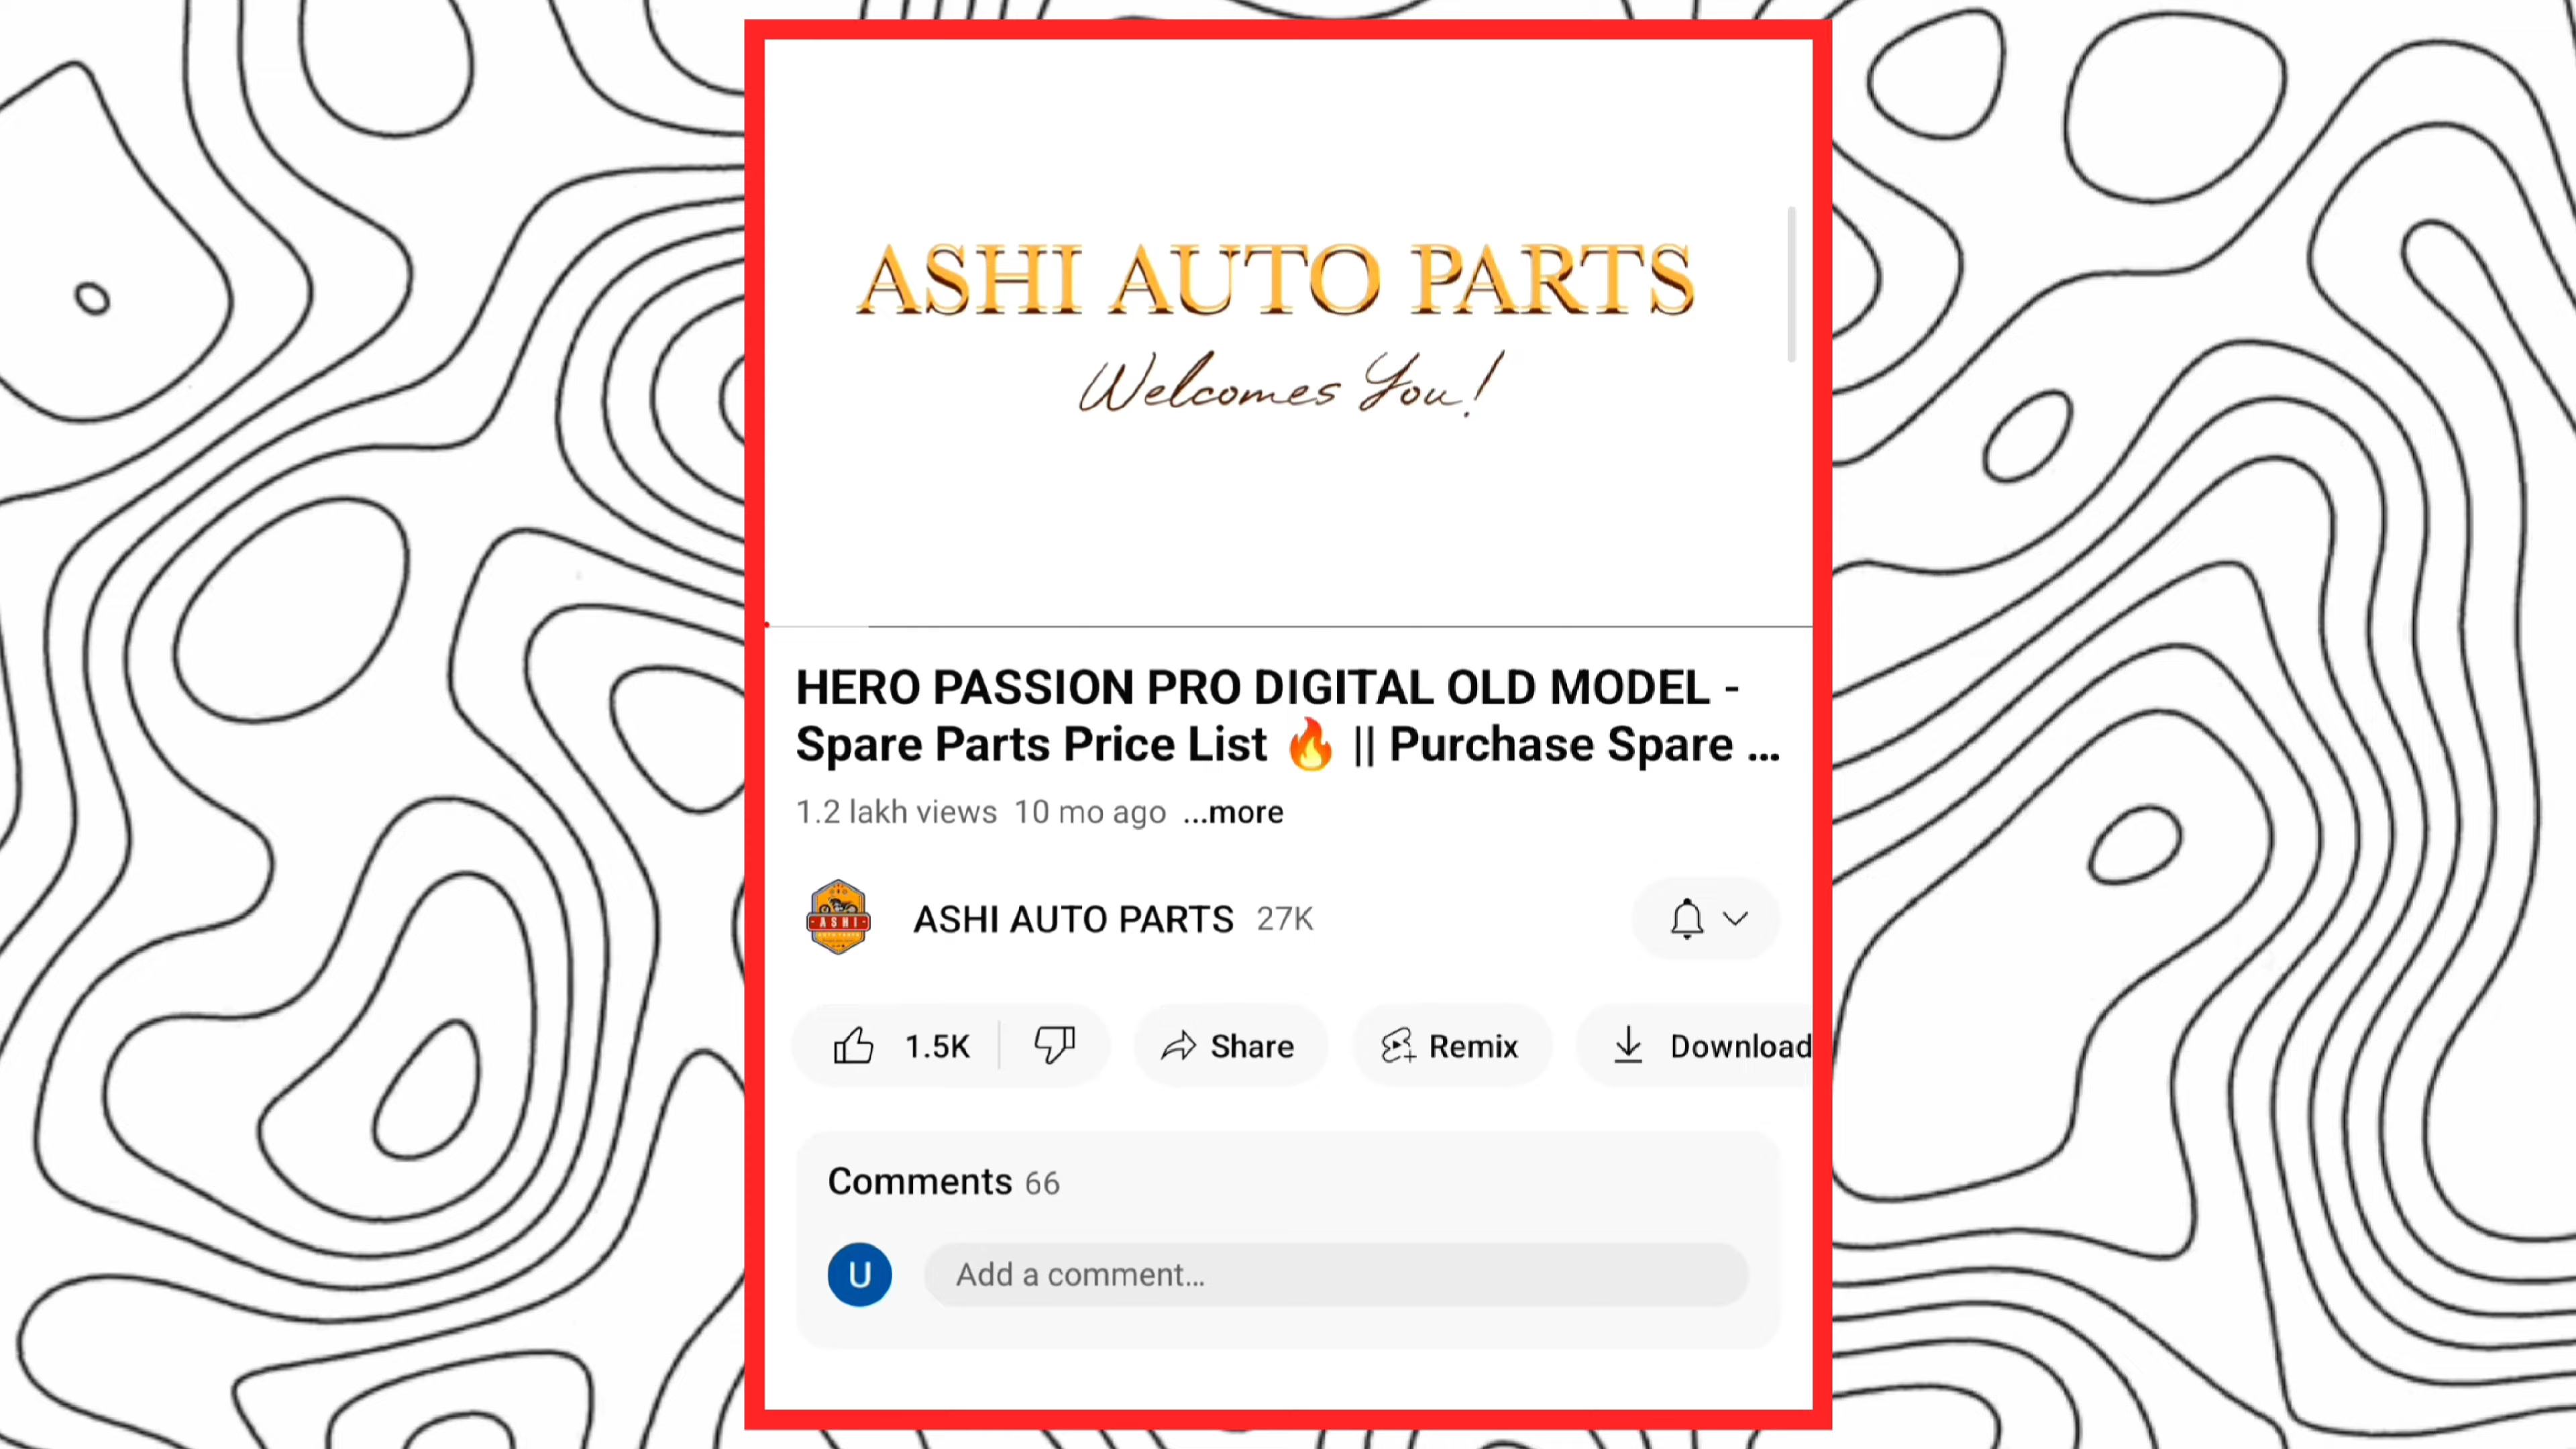 ASHI AUTO PARTS
Welcomes You!
HERO PASSION PRO DIGITAL OLD MODEL -
Spare Parts Price List 🔥 || Purchase Spare ...
1.2 lakh views 10 mo ago ...more
ASHI
ASHI AUTO PARTS 27K
1.5K Share Remix Download
Comments 66
U Add a comment...